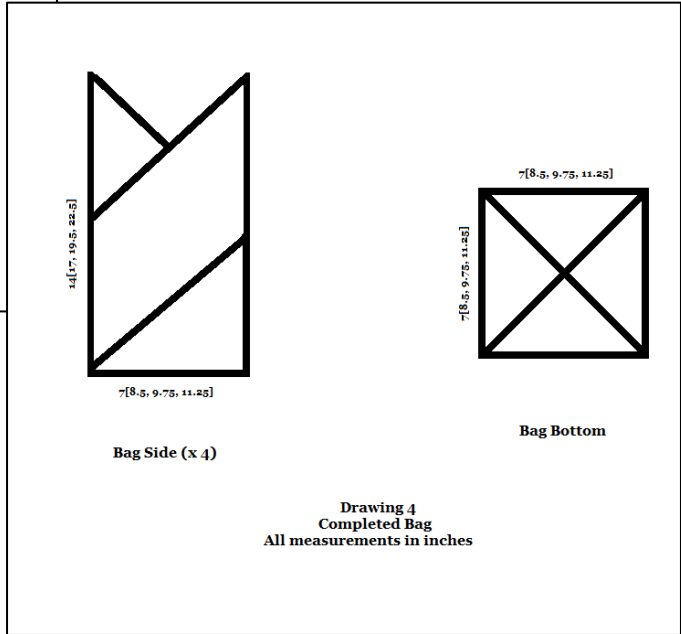 14[17, 19.5, 22.5]
7[8.5, 9.75, 11.25]
Bag Side (x 4)
7[8.5, 9.75, 11.25]
7[8.5, 9.75, 11.25]
Bag Bottom
Drawing 4
Completed Bag
All measurements in inches